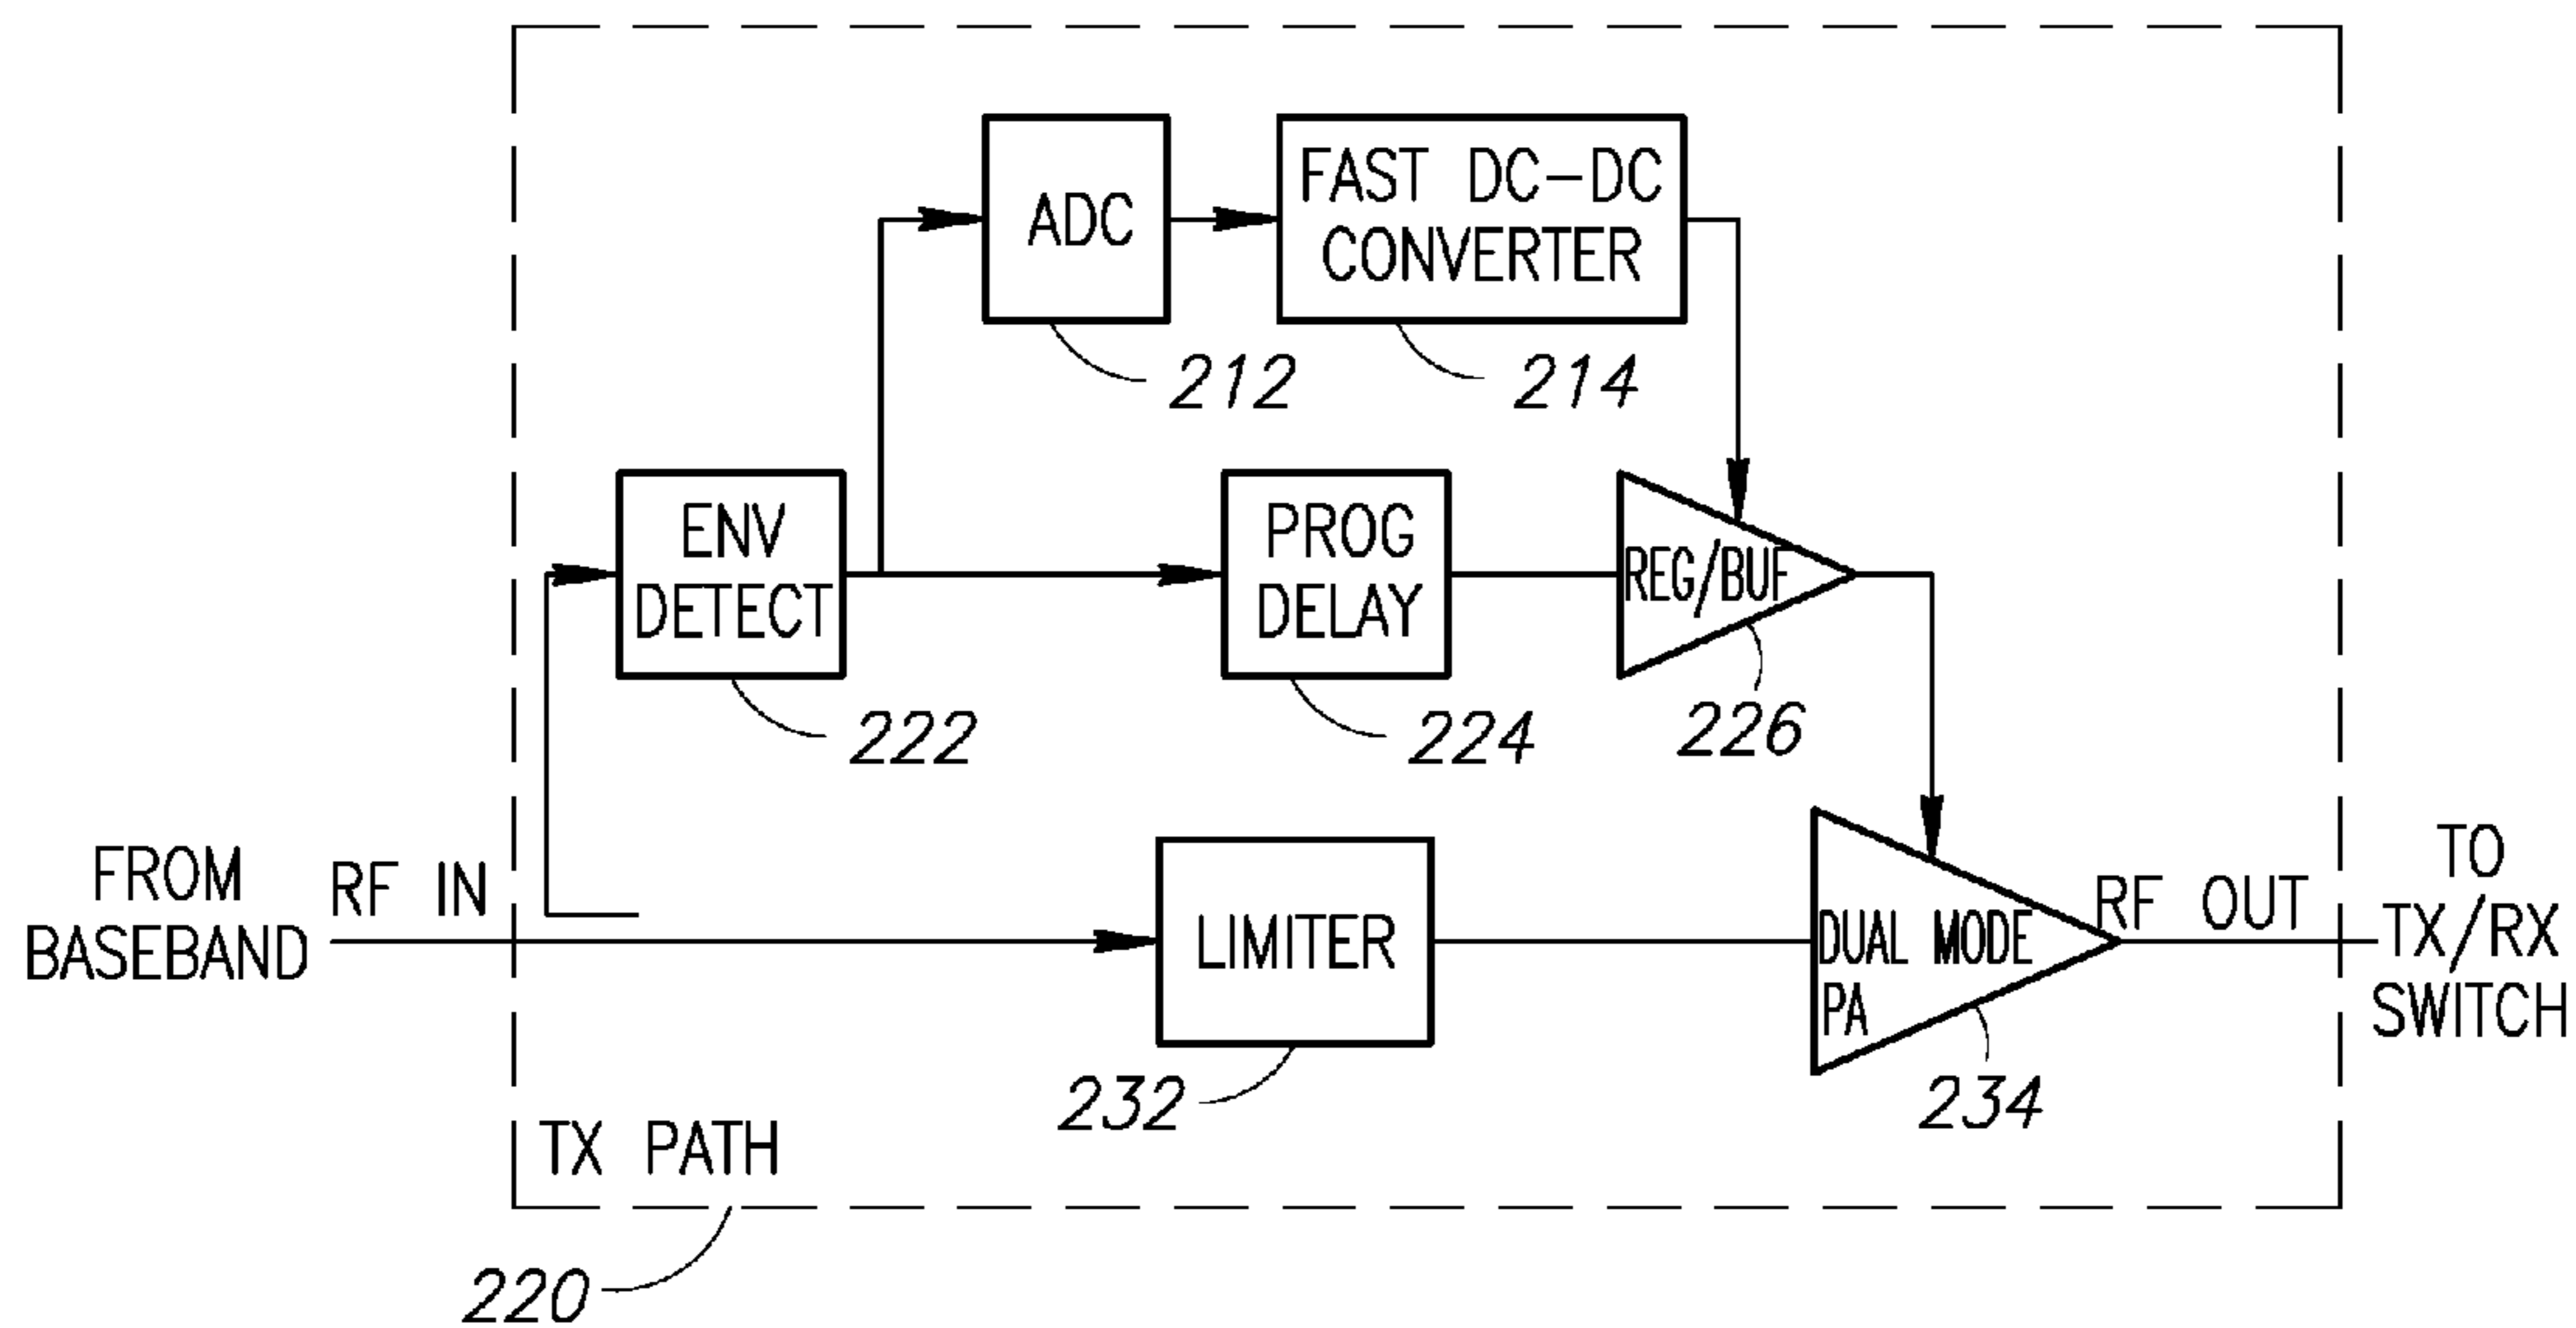 ADC
FAST DC-DC
CONVERTER
212
214
ENV
DETECT
PROG
DELAY
REG/BUF
222
224
226
FROM
BASEBAND
RF IN
LIMITER
DUAL MODE
PA
RF OUT
TO
TX/RX
SWITCH
232
234
TX PATH
220